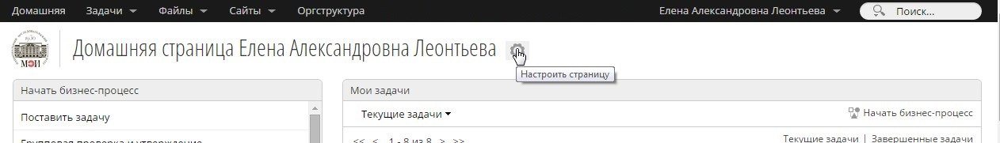 Домашняя Задачи Файлы Сайты Оргструктура Елена Александровна Леонтьева Поиск...
1930
МЭИ
Домашняя страница Елена Александровна Леонтьева
Настроить страницу
Начать бизнес-процесс
Поставить задачу
Групповая проверка и утверждение
Мои задачи
Текущие задачи
Начать бизнес-процесс
<< < 1 - 8 из 8 > >>
Текущие задачи | Завершенные задачи